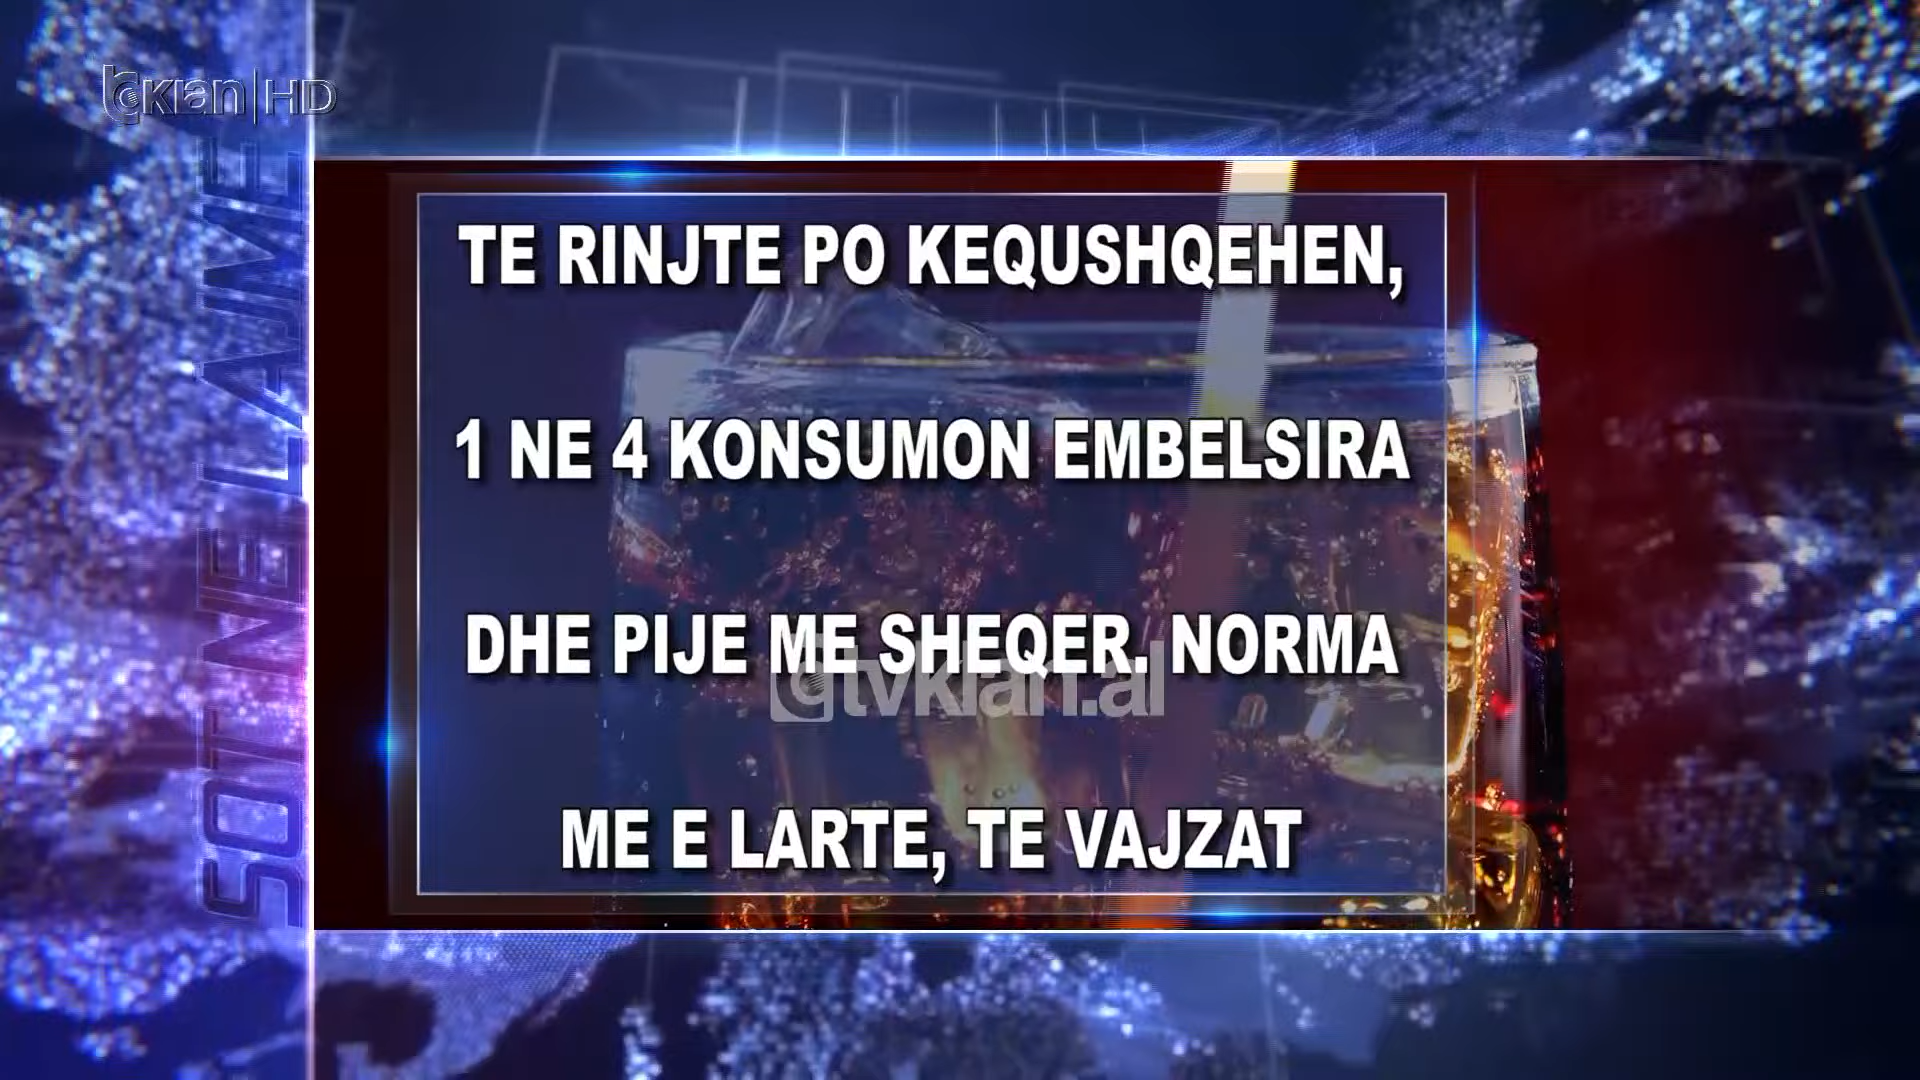 tvKlan|HD
SOT NE LAJME
TE RINJTE PO KEQUSHQEHEN,
1 NE 4 KONSUMON EMBELSIRA
DHE PIJE ME SHEQER. NORMA
tvklan.al
ME E LARTE, TE VAJZAT